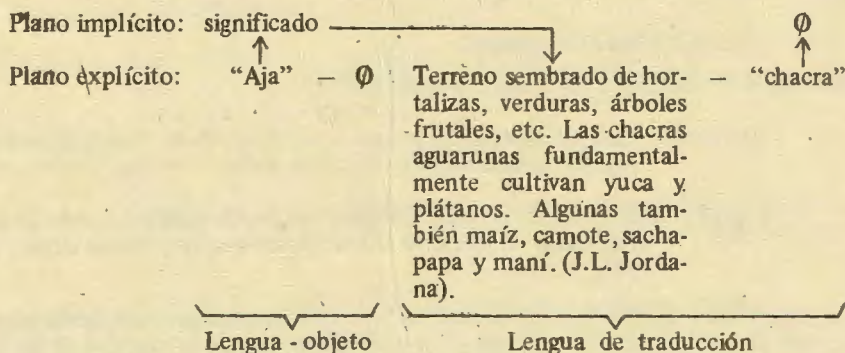 Plano implícito: significado Ø
Plano explícito: “Aja” – Ø Terreno sembrado de hor-
talizas, verduras, árboles
frutales, etc. Las chacras
aguarunas fundamental-
mente cultivan yuca y
plátanos. Algunas tam-
bién maíz, camote, sacha-
papa y maní. (J.L. Jorda-
na). – “chacra”
Lengua - objeto Lengua de traducción